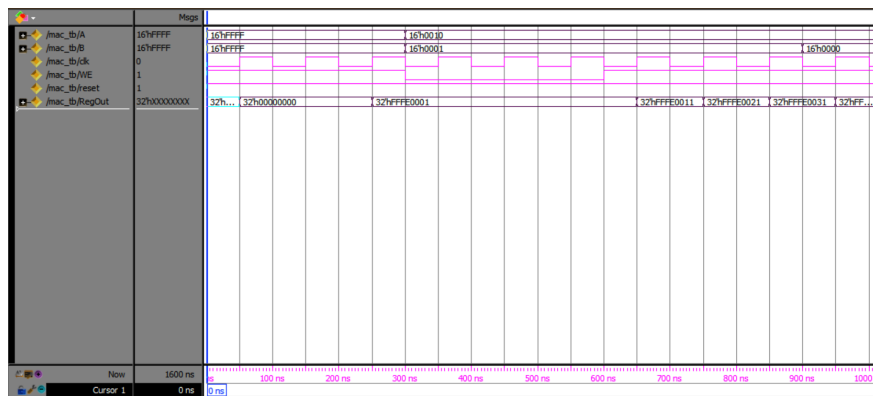 Msgs
/mac_tb/A 16'hFFFF 16'hFFFF 16'h0010
/mac_tb/B 16'hFFFF 16'hFFFF 16'h0001 16'h0000
/mac_tb/clk 0
/mac_tb/WE 1
/mac_tb/reset 1
/mac_tb/RegOut 32'hXXXXXXXX 32'h... 32'h00000000 32'hFFFE0001 32'hFFFE0011 32'hFFFE0021 32'hFFFE0031 32'hFF...
Now 1600 ns ns 100 ns 200 ns 300 ns 400 ns 500 ns 600 ns 700 ns 800 ns 900 ns 1000
Cursor 1 0 ns 0 ns